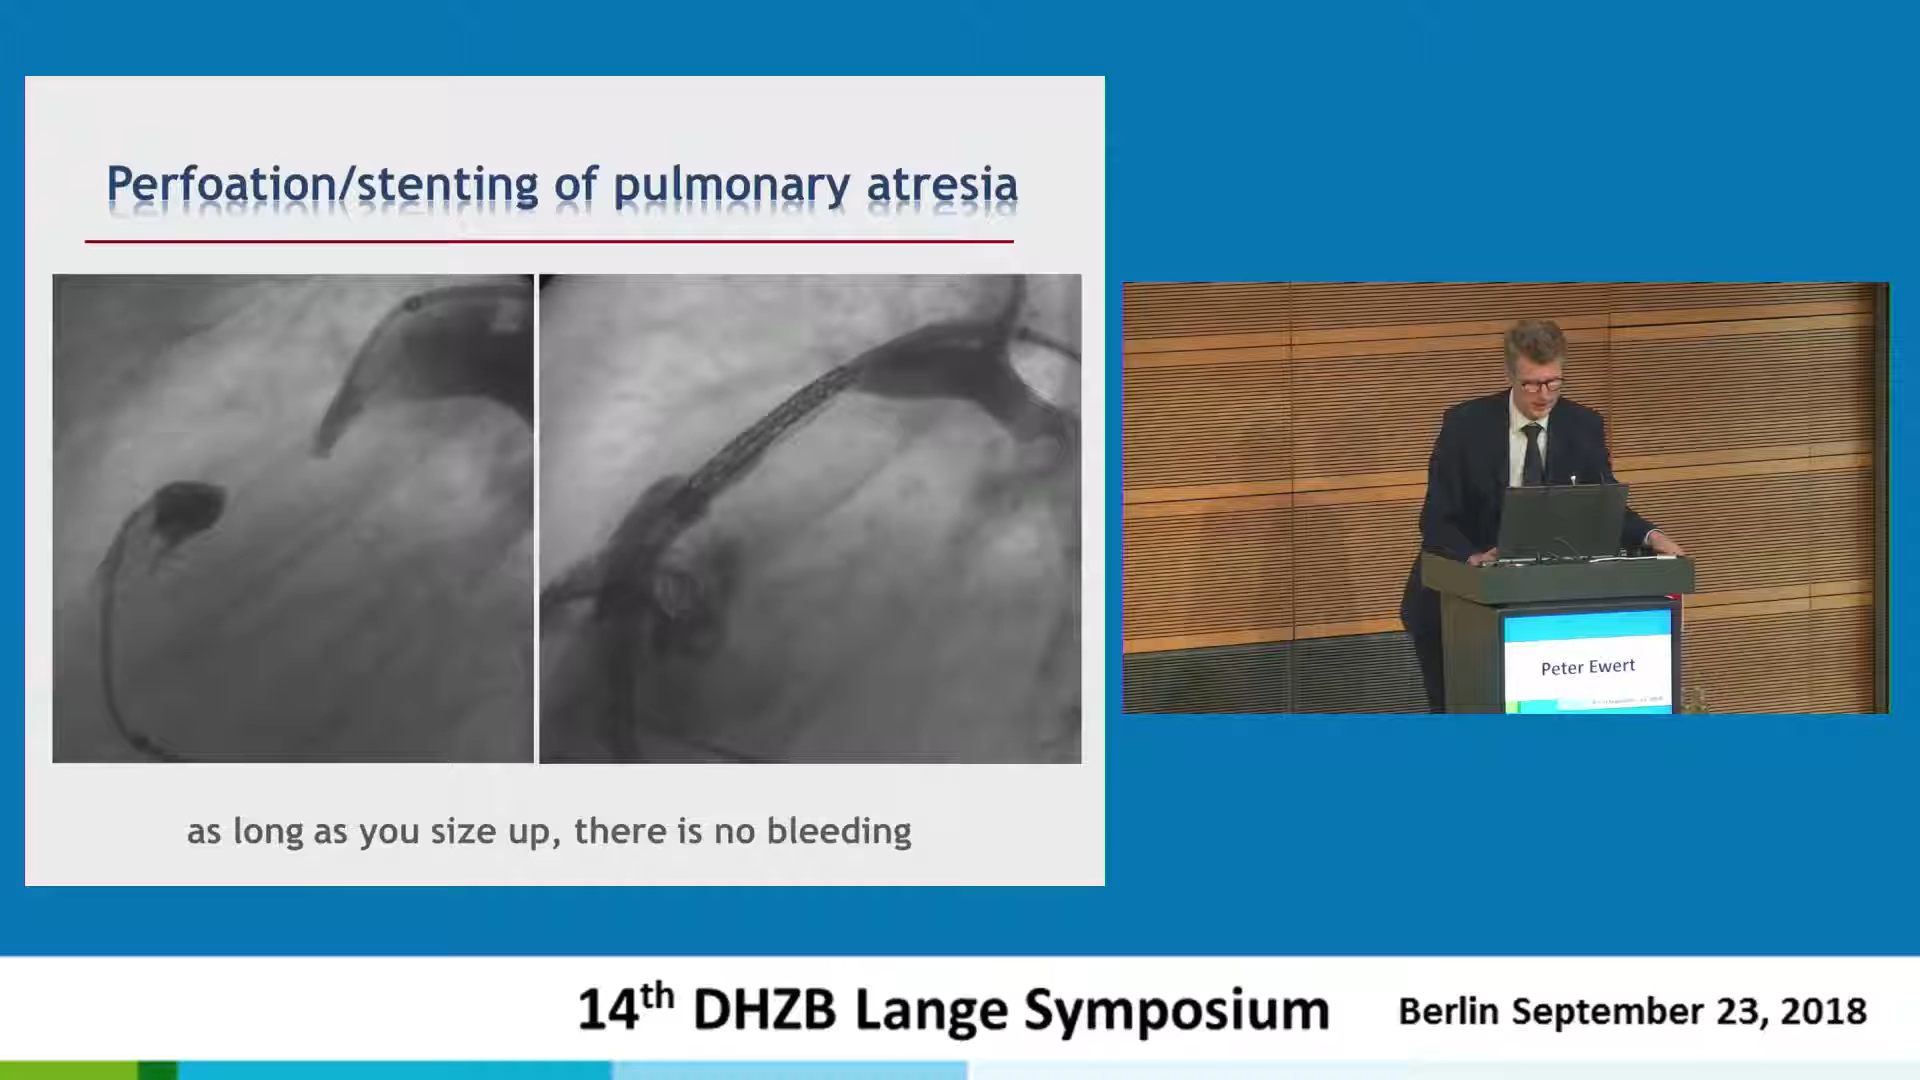 Perfoation/stenting of pulmonary atresia
as long as you size up, there is no bleeding
Peter Ewert
14th DHZB Lange Symposium
Berlin September 23, 2018